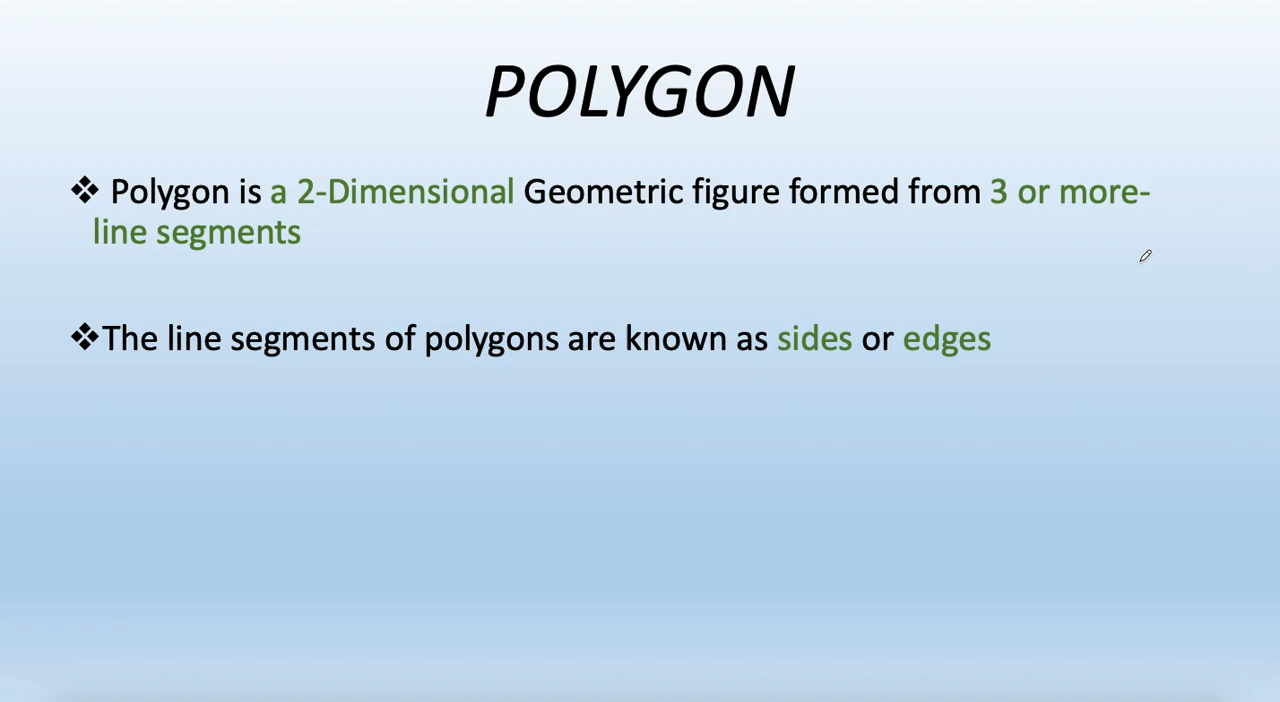 POLYGON
❖ Polygon is a 2-Dimensional Geometric figure formed from 3 or more-
line segments
❖The line segments of polygons are known as sides or edges